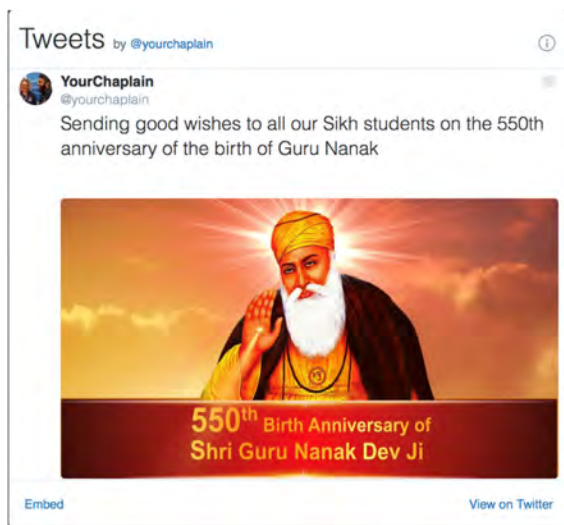 Tweets by @yourchaplain
YourChaplain
@yourchaplain
Sending good wishes to all our Sikh students on the 550th
anniversary of the birth of Guru Nanak
550th Birth Anniversary of
Shri Guru Nanak Dev Ji
Embed View on Twitter